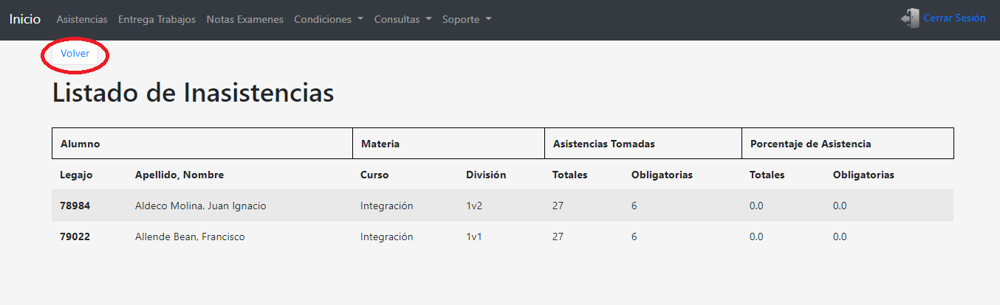 Inicio Asistencias Entrega Trabajos Notas Examenes Condiciones Consultas Soporte Cerrar Sesión
Volver
Listado de Inasistencias
Alumno Materia Asistencias Tomadas Porcentaje de Asistencia
Legajo Apellido, Nombre Curso División Totales Obligatorias Totales Obligatorias
78984 Aldeco Molina, Juan Ignacio Integración 1v2 27 6 0.0 0.0
79022 Allende Bean, Francisco Integración 1v1 27 6 0.0 0.0